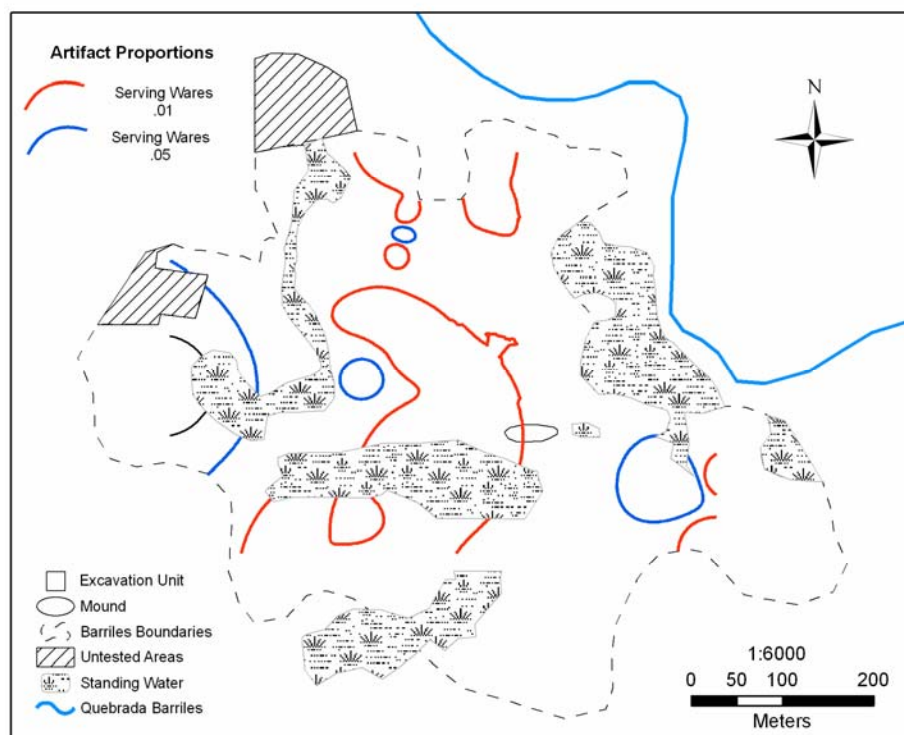 Artifact Proportions
Serving Wares
.01
Serving Wares
.05
N
Excavation Unit
Mound
Barriles Boundaries
Untested Areas
Standing Water
Quebrada Barriles
1:6000
0 50 100 200
Meters